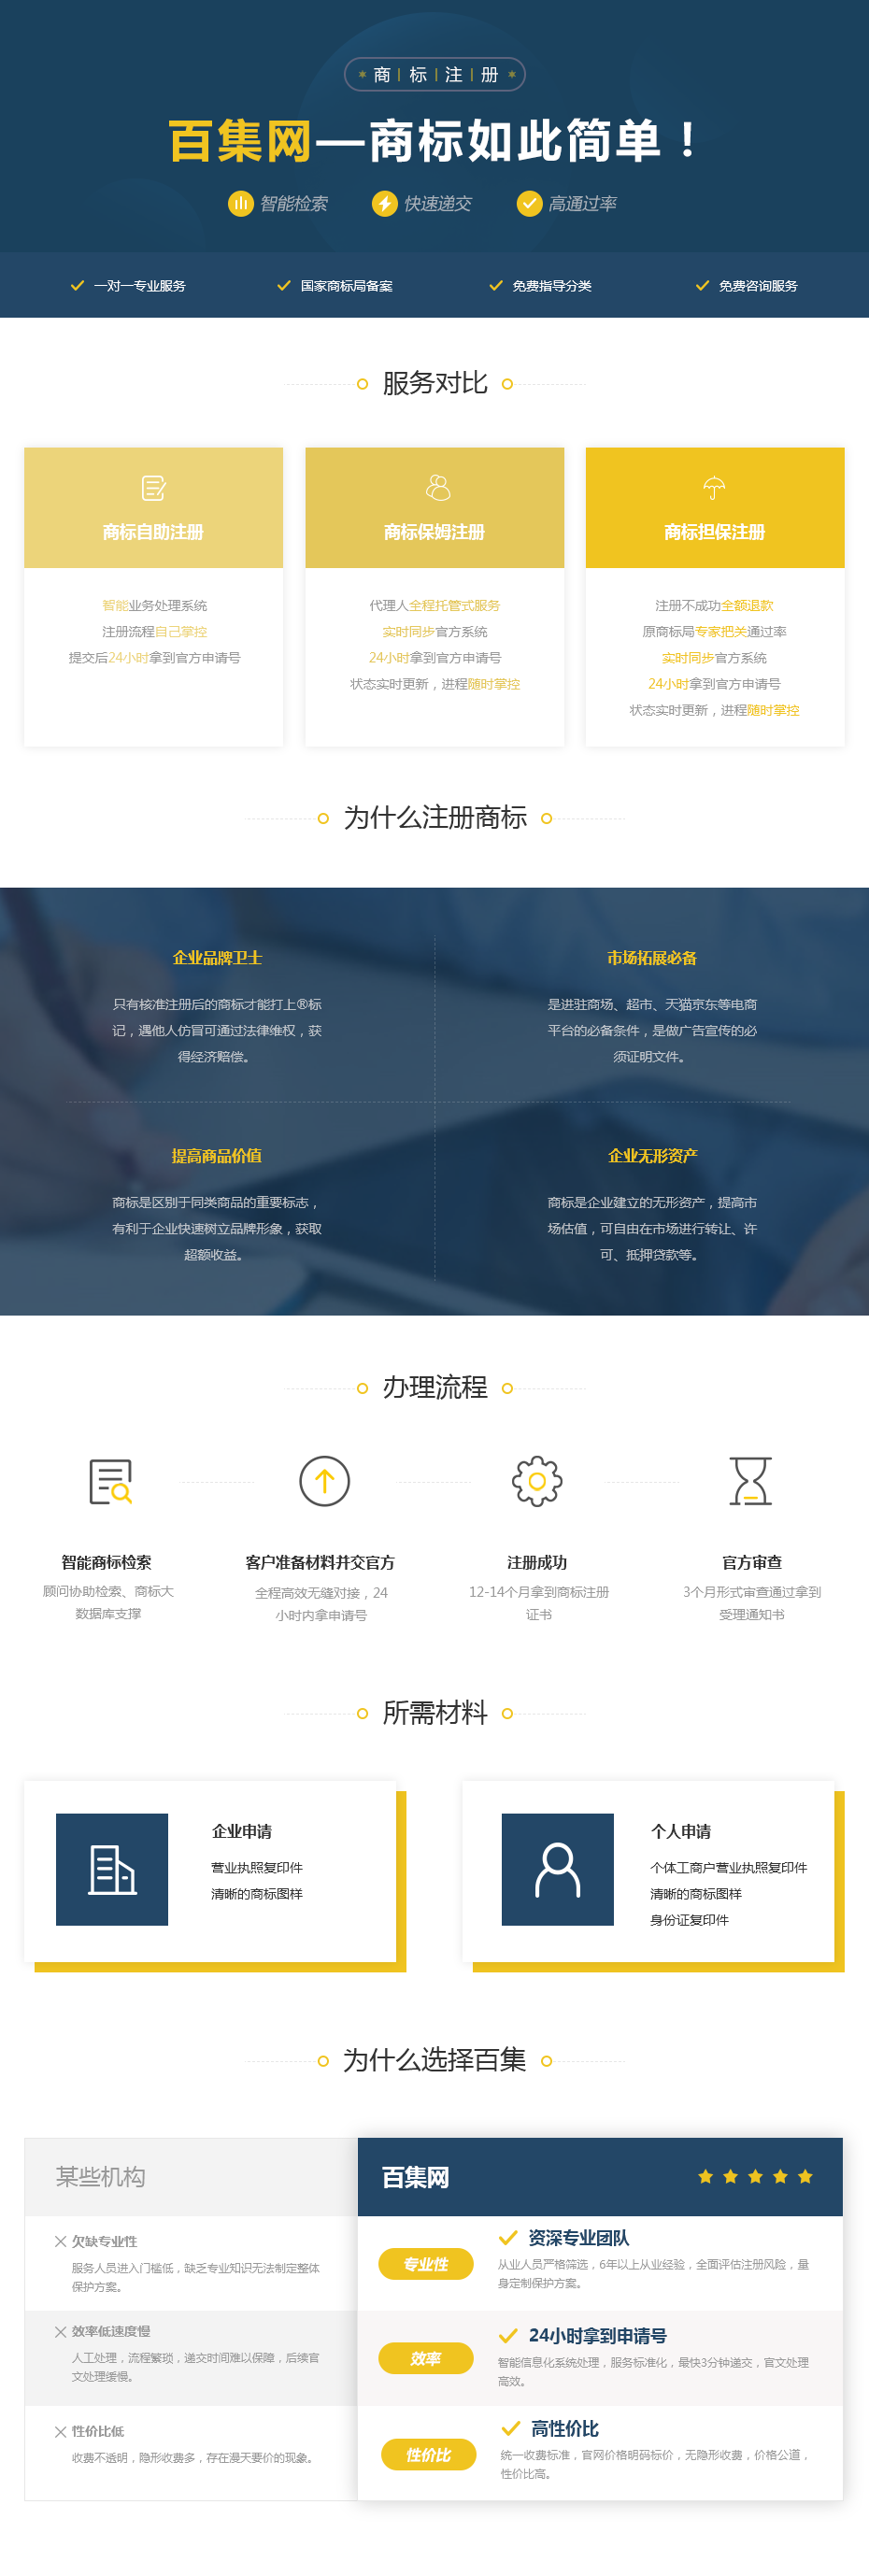 商标注册
百集网—商标如此简单！
智能检索 快速递交 高通过率
一对一专业服务 国家商标局备案 免费指导分类 免费咨询服务
服务对比
商标自助注册
智能业务处理系统
注册流程自己掌控
提交后24小时拿到官方申请号
商标保姆注册
代理人全程托管式服务
实时同步官方系统
24小时拿到官方申请号
状态实时更新，进程随时掌控
商标担保注册
注册不成功全额退款
原商标局专家把关通过率
实时同步官方系统
24小时拿到官方申请号
状态实时更新，进程随时掌控
为什么注册商标
企业品牌卫士
只有核准注册后的商标才能打上®标
记，遇他人仿冒可通过法律维权，获
得经济赔偿。
市场拓展必备
是进驻商场、超市、天猫京东等电商
平台的必备条件，是做广告宣传的必
须证明文件。
提高商品价值
商标是区别于同类商品的重要标志，
有利于企业快速树立品牌形象，获取
超额收益。
企业无形资产
商标是企业建立的无形资产，提高市
场估值，可自由在市场进行转让、许
可、抵押贷款等。
办理流程
智能商标检索
顾问协助检索、商标大
数据库支撑
客户准备材料并交官方
全程高效无缝对接，24
小时内拿申请号
注册成功
12-14个月拿到商标注册
证书
官方审查
3个月形式审查通过拿到
受理通知书
所需材料
企业申请
营业执照复印件
清晰的商标图样
个人申请
个体工商户营业执照复印件
清晰的商标图样
身份证复印件
为什么选择百集
某些机构
欠缺专业性
服务人员进入门槛低，缺乏专业知识无法制定整体
保护方案。
效率低速度慢
人工处理，流程繁琐，递交时间难以保障，后续官
文处理缓慢。
性价比低
收费不透明，隐形收费多，存在漫天要价的现象。
百集网
专业性
资深专业团队
从业人员严格筛选，6年以上从业经验，全面评估注册风险，量
身定制保护方案。
效率
24小时拿到申请号
智能信息化系统处理，服务标准化，最快3分钟递交，官文处理
高效。
性价比
高性价比
统一收费标准，官网价格明码标价，无隐形收费，价格公道，
性价比高。